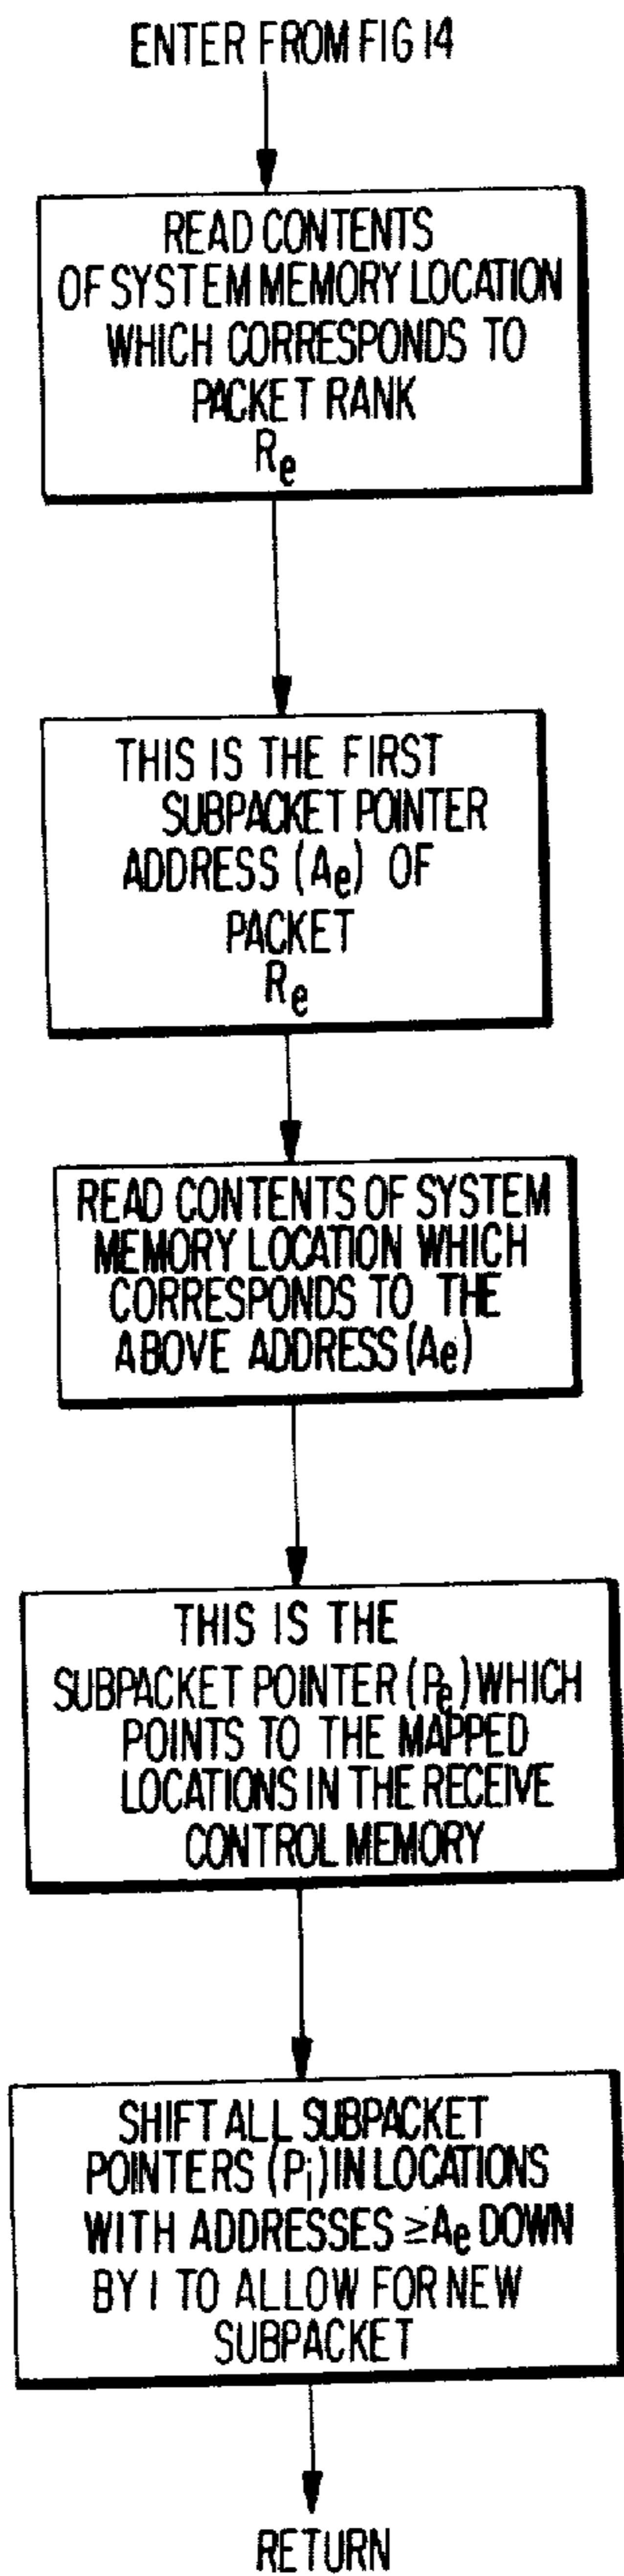 ENTER FROM FIG 14
READ CONTENTS
OF SYSTEM MEMORY LOCATION
WHICH CORRESPONDS TO
PACKET RANK
Re
THIS IS THE FIRST
SUBPACKET POINTER
ADDRESS (Ae) OF
PACKET
Re
READ CONTENTS OF SYSTEM
MEMORY LOCATION WHICH
CORRESPONDS TO THE
ABOVE ADDRESS (Ae)
THIS IS THE
SUBPACKET POINTER (Pe) WHICH
POINTS TO THE MAPPED
LOCATIONS IN THE RECEIVE
CONTROL MEMORY
SHIFT ALL SUBPACKET
POINTERS (Pi) IN LOCATIONS
WITH ADDRESSES ≥Ae DOWN
BY 1 TO ALLOW FOR NEW
SUBPACKET
RETURN